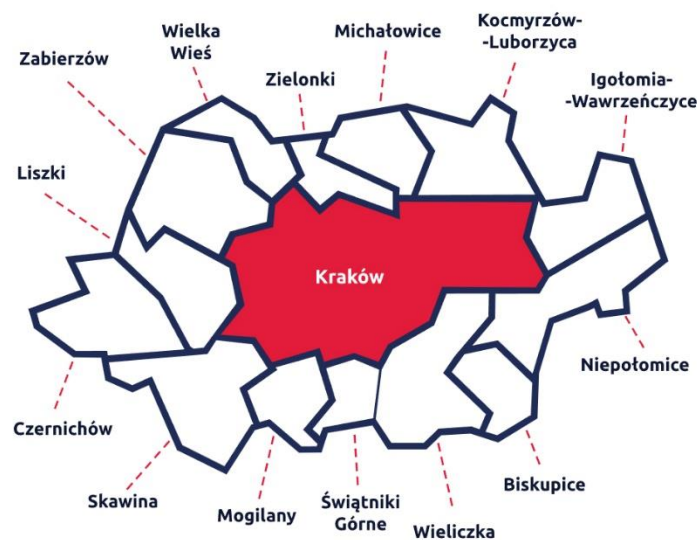 Kocmyrzów-
-Luborzyca
Wielka
Wieś
Michałowice
Zabierzów
Zielonki
Igołomia-
-Wawrzeńczyce
Liszki
Kraków
Niepołomice
Czernichów
Biskupice
Skawina
Świątniki
Górne
Mogilany
Wieliczka